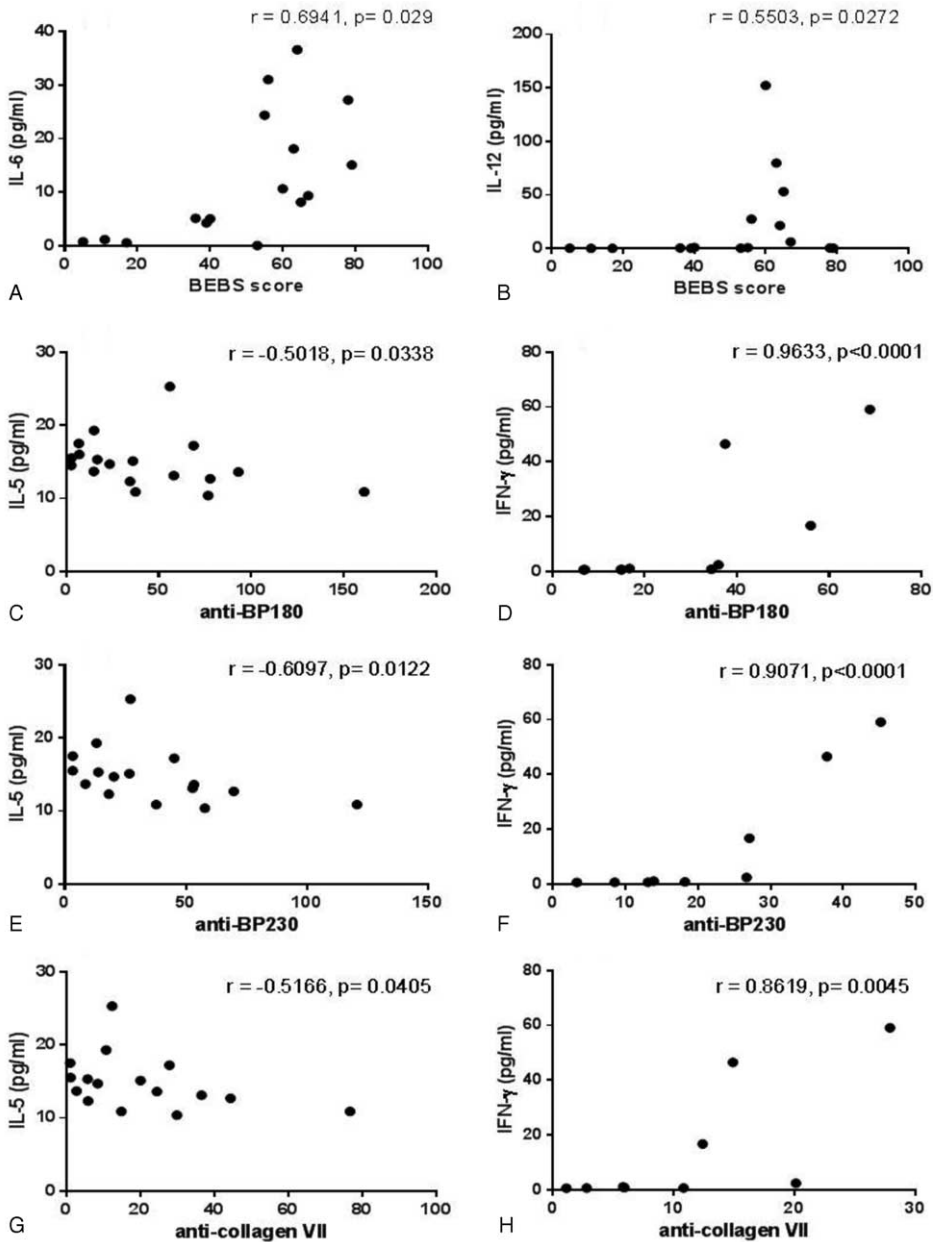 r = 0.6941, p= 0.029
IL-6 (pg/ml)
40
30
20
10
0
0 20 40 60 80 100
BEBS score
A
r = 0.5503, p= 0.0272
IL-12 (pg/ml)
200
150
100
50
0
0 20 40 60 80 100
BEBS score
B
r = -0.5018, p= 0.0338
IL-5 (pg/ml)
30
20
10
0
0 50 100 150 200
anti-BP180
C
r = 0.9633, p<0.0001
IFN-γ (pg/ml)
80
60
40
20
0
0 20 40 60 80
anti-BP180
D
r = -0.6097, p= 0.0122
IL-5 (pg/ml)
30
20
10
0
0 50 100 150
anti-BP230
E
r = 0.9071, p<0.0001
IFN-γ (pg/ml)
80
60
40
20
0
0 10 20 30 40 50
anti-BP230
F
r = -0.5166, p= 0.0405
IL-5 (pg/ml)
30
20
10
0
0 20 40 60 80 100
anti-collagen VII
G
r = 0.8619, p= 0.0045
IFN-γ (pg/ml)
80
60
40
20
0
0 10 20 30
anti-collagen VII
H